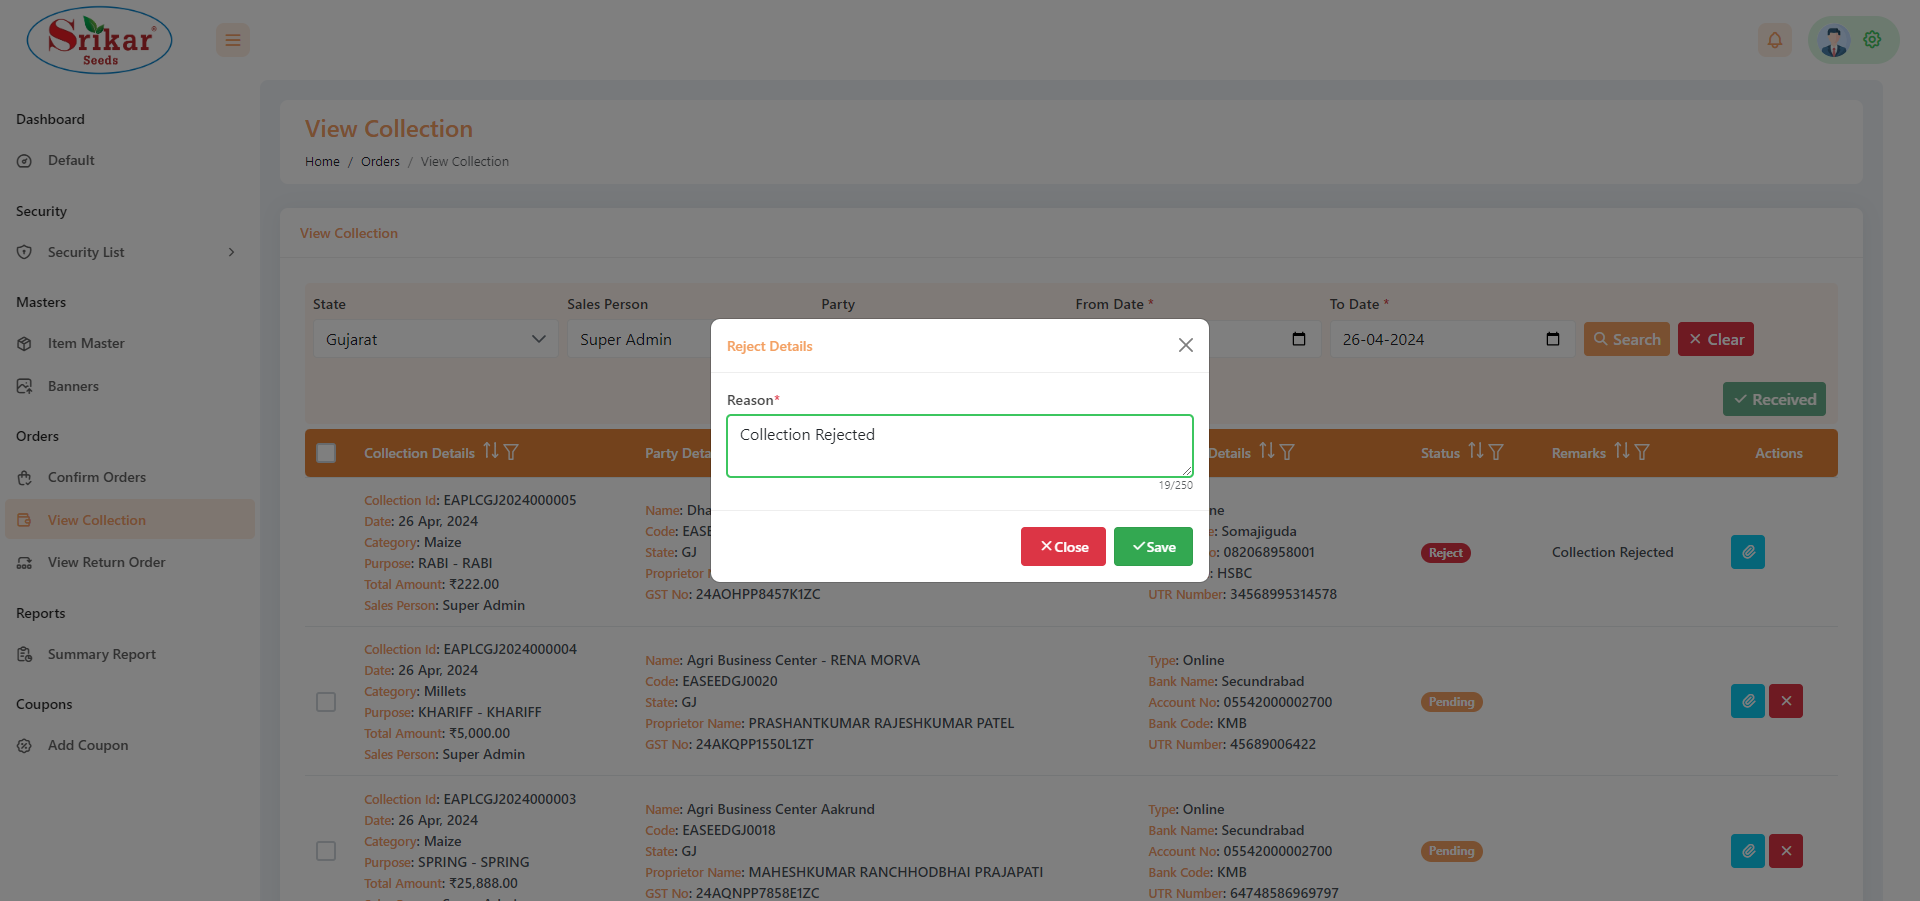 Srikar
Seeds
Dashboard
Default
Security
Security List
Masters
Item Master
Banners
Orders
Confirm Orders
View Collection
View Return Order
Reports
Summary Report
Coupons
Add Coupon
View Collection
Home / Orders / View Collection
View Collection
State Sales Person Party From Date * To Date *
Gujarat Super Admin 26-04-2024 Search Clear
Received
Reject Details
Reason*
Collection Rejected
19/250
Close Save
Collection Details Party Deta Details Status Remarks Actions
Collection Id: EAPLCGJ2024000005
Date: 26 Apr, 2024
Category: Maize
Purpose: RABI - RABI
Total Amount: ₹222.00
Sales Person: Super Admin
Name: Dha
Code: EASE
State: GJ
Proprietor
GST No: 24AOHPP8457K1ZC
ne
e: Somajiguda
o: 082068958001
: HSBC
UTR Number: 34568995314578
Reject
Collection Rejected
Collection Id: EAPLCGJ2024000004
Date: 26 Apr, 2024
Category: Millets
Purpose: KHARIFF - KHARIFF
Total Amount: ₹5,000.00
Sales Person: Super Admin
Name: Agri Business Center - RENA MORVA
Code: EASEEDGJ0020
State: GJ
Proprietor Name: PRASHANTKUMAR RAJESHKUMAR PATEL
GST No: 24AKQPP1550L1ZT
Type: Online
Bank Name: Secundrabad
Account No: 05542000002700
Bank Code: KMB
UTR Number: 45689006422
Pending
Collection Id: EAPLCGJ2024000003
Date: 26 Apr, 2024
Category: Maize
Purpose: SPRING - SPRING
Total Amount: ₹25,888.00
Name: Agri Business Center Aakrund
Code: EASEEDGJ0018
State: GJ
Proprietor Name: MAHESHKUMAR RANCHHODBHAI PRAJAPATI
GST No: 24AQNPP7858E1ZC
Type: Online
Bank Name: Secundrabad
Account No: 05542000002700
Bank Code: KMB
UTR Number: 64748586969797
Pending